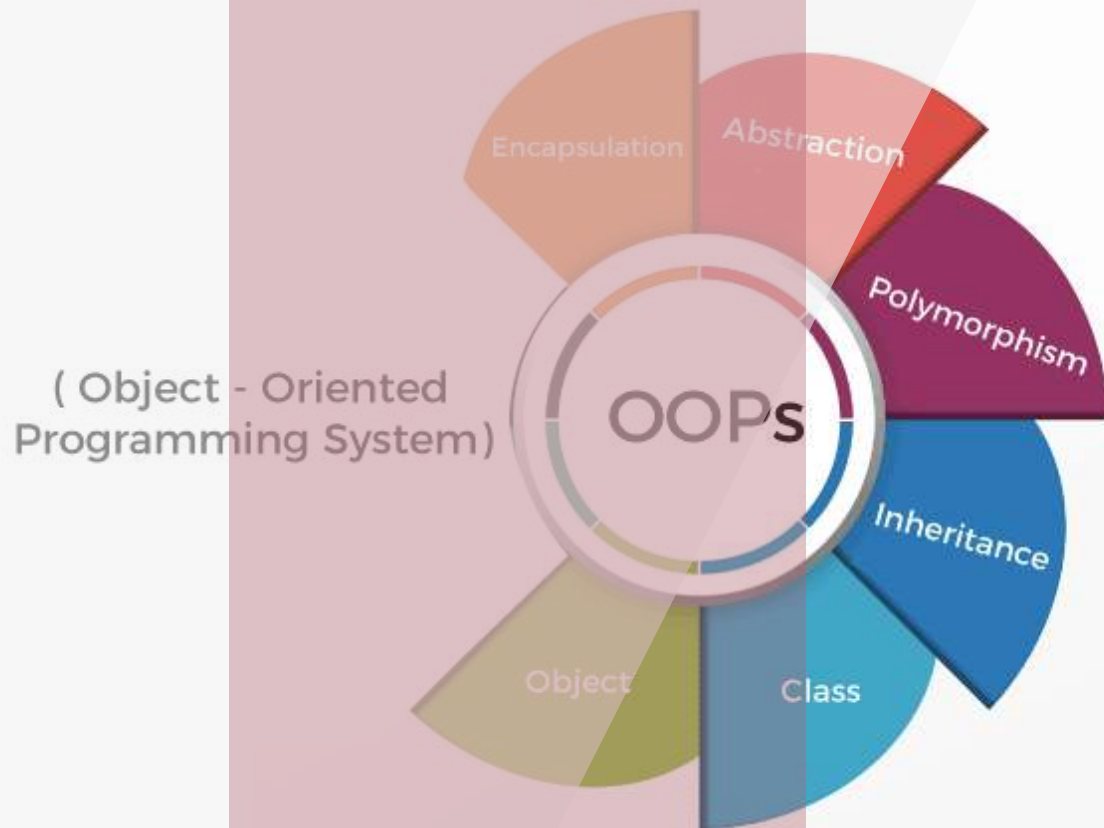 Encapsulation
Abstraction
Polymorphism
( Object - Oriented
Programming System)
OOPs
Inheritance
Object
Class